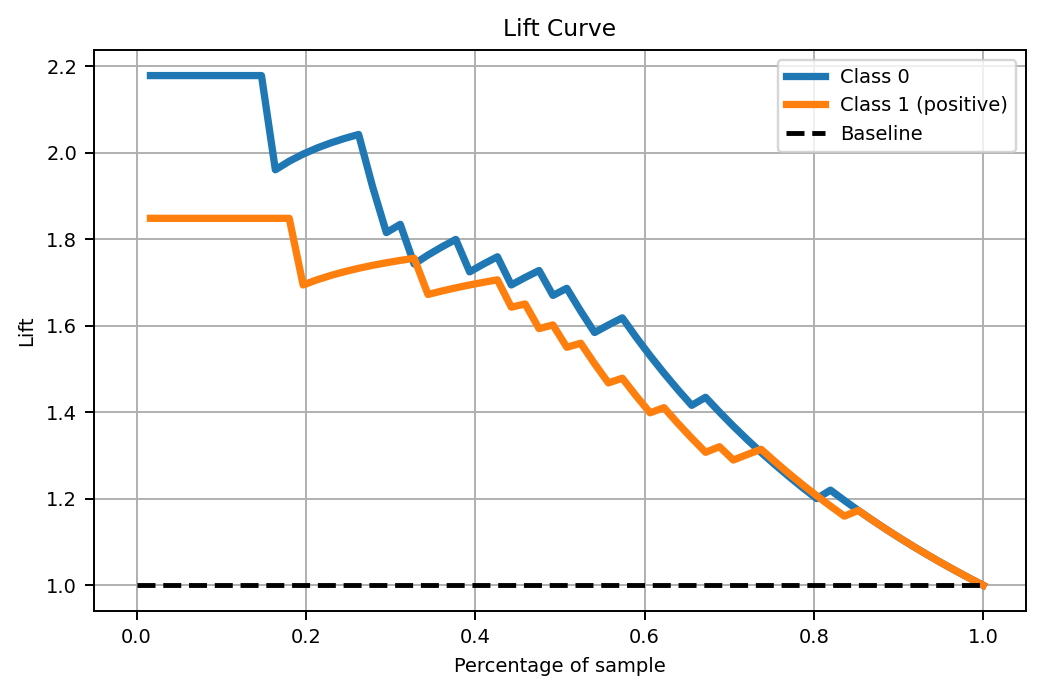 Lift Curve
2.2
2.0
1.8
1.6
1.4
1.2
1.0
Lift
Class 0
Class 1 (positive)
Baseline
0.0 0.2 0.4 0.6 0.8 1.0
Percentage of sample